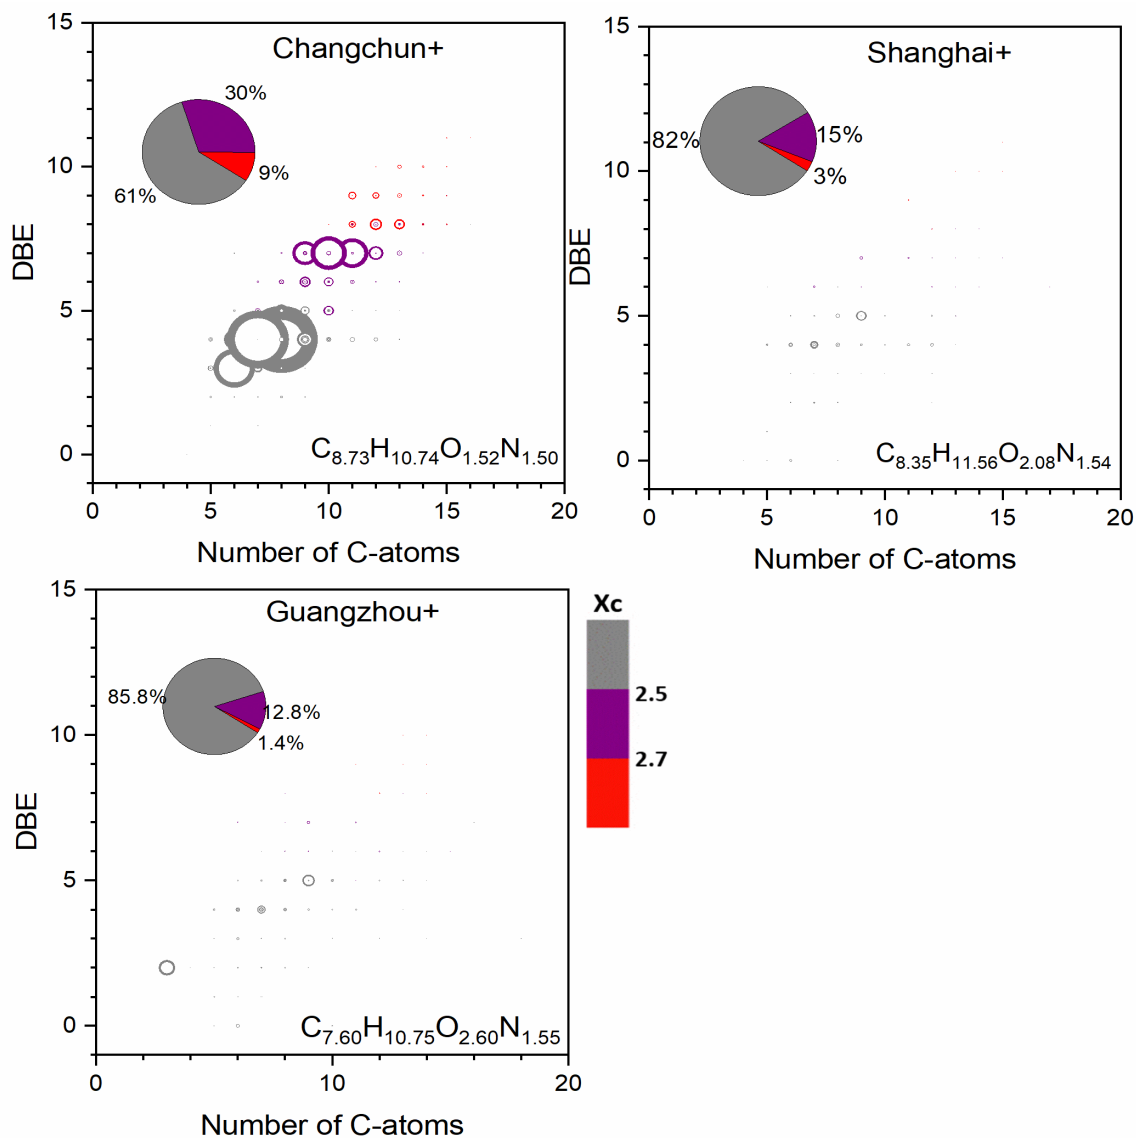 Changchun+
30%
9%
61%
15
10
5
0
DBE
C8.73H10.74O1.52N1.50
0 5 10 15 20
Number of C-atoms
Shanghai+
82%
15%
3%
15
10
5
0
DBE
C8.35H11.56O2.08N1.54
0 5 10 15 20
Number of C-atoms
Guangzhou+
85.8%
12.8%
1.4%
15
10
5
0
DBE
C7.60H10.75O2.60N1.55
0 10 20
Number of C-atoms
Xc
2.5
2.7